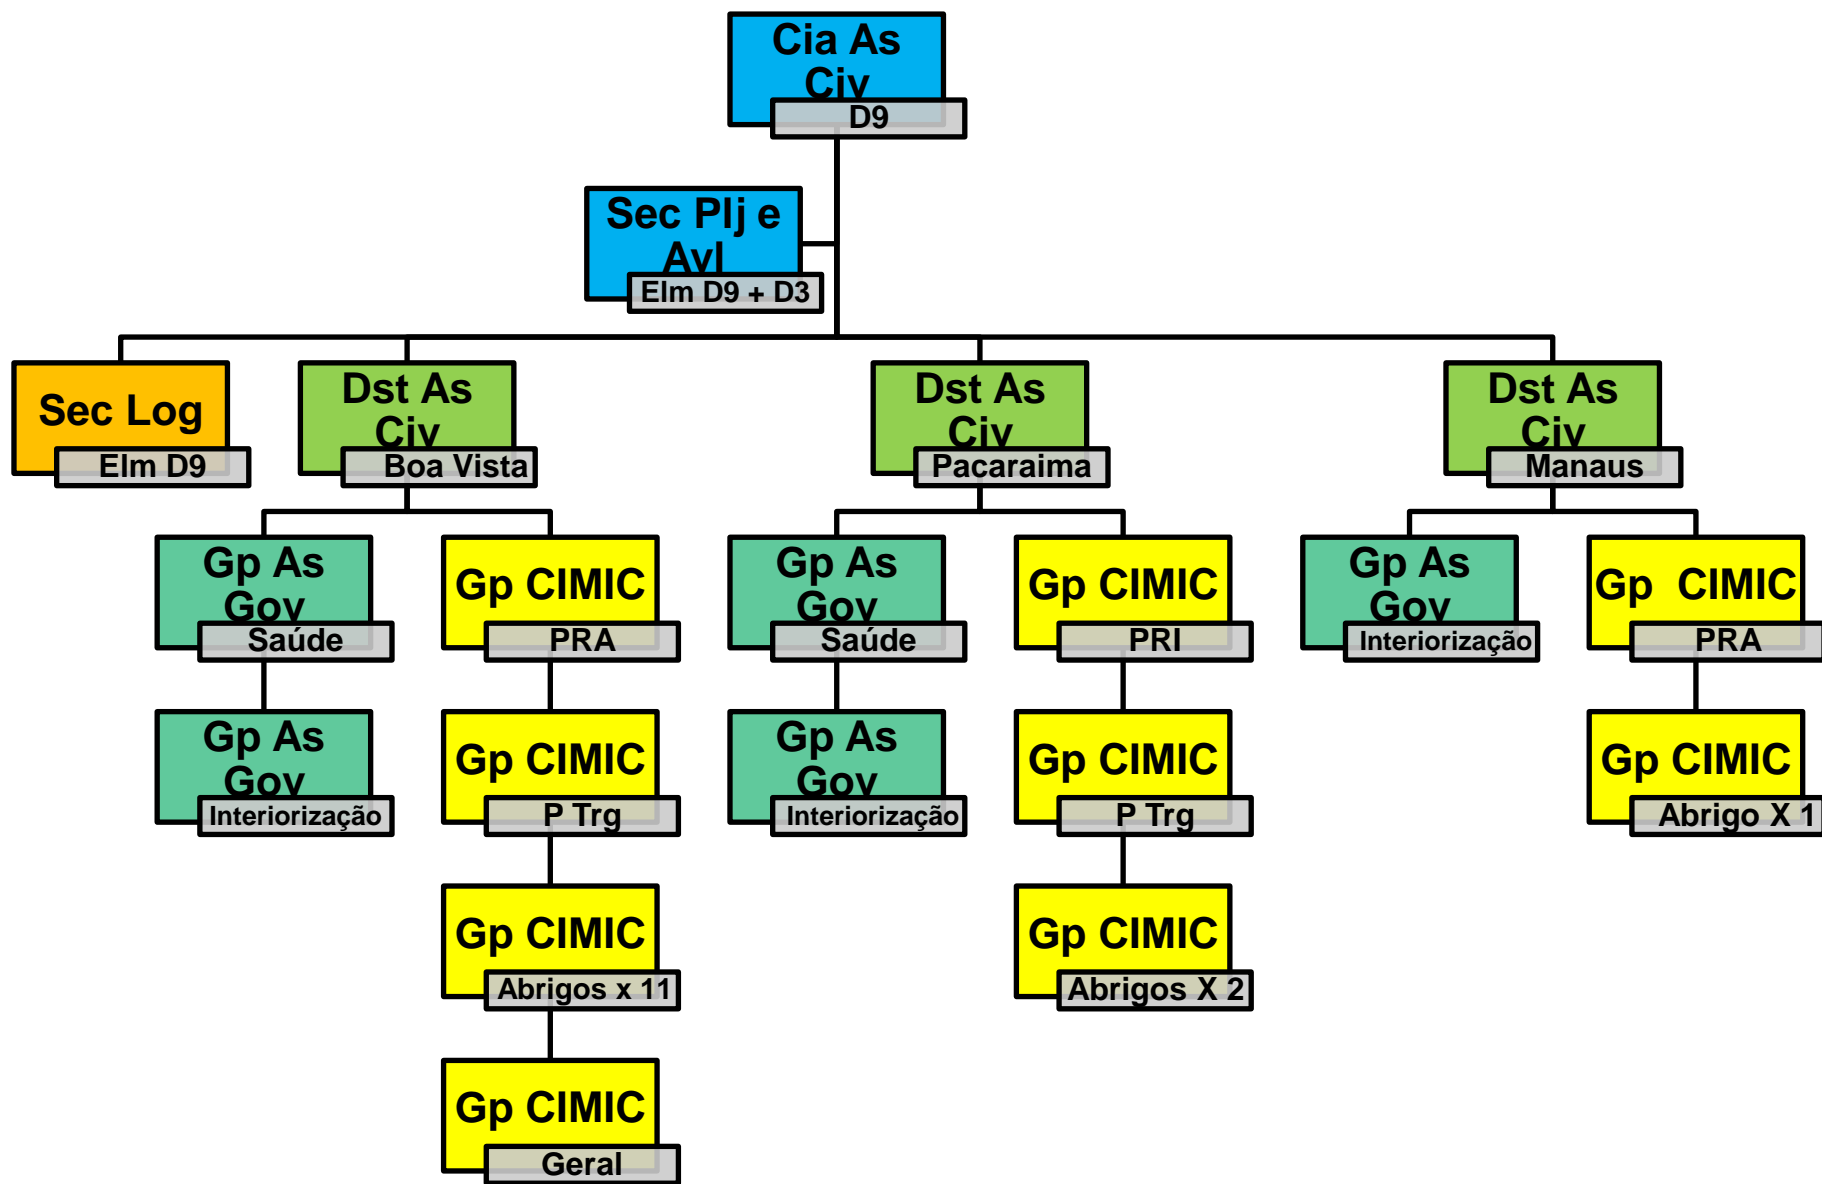 Cia As
Civ
D9
Sec Plj e
Avl
Elm D9 + D3
Sec Log
Elm D9
Dst As
Civ
Boa Vista
Dst As
Civ
Pacaraima
Dst As
Civ
Manaus
Gp As
Gov
Saúde
Gp CIMIC
PRA
Gp As
Gov
Saúde
Gp CIMIC
PRI
Gp As
Gov
Interiorização
Gp CIMIC
PRA
Gp As
Gov
Interiorização
Gp CIMIC
P Trg
Gp As
Gov
Interiorização
Gp CIMIC
P Trg
Gp CIMIC
Abrigo X 1
Gp CIMIC
Abrigos x 11
Gp CIMIC
Abrigos X 2
Gp CIMIC
Geral